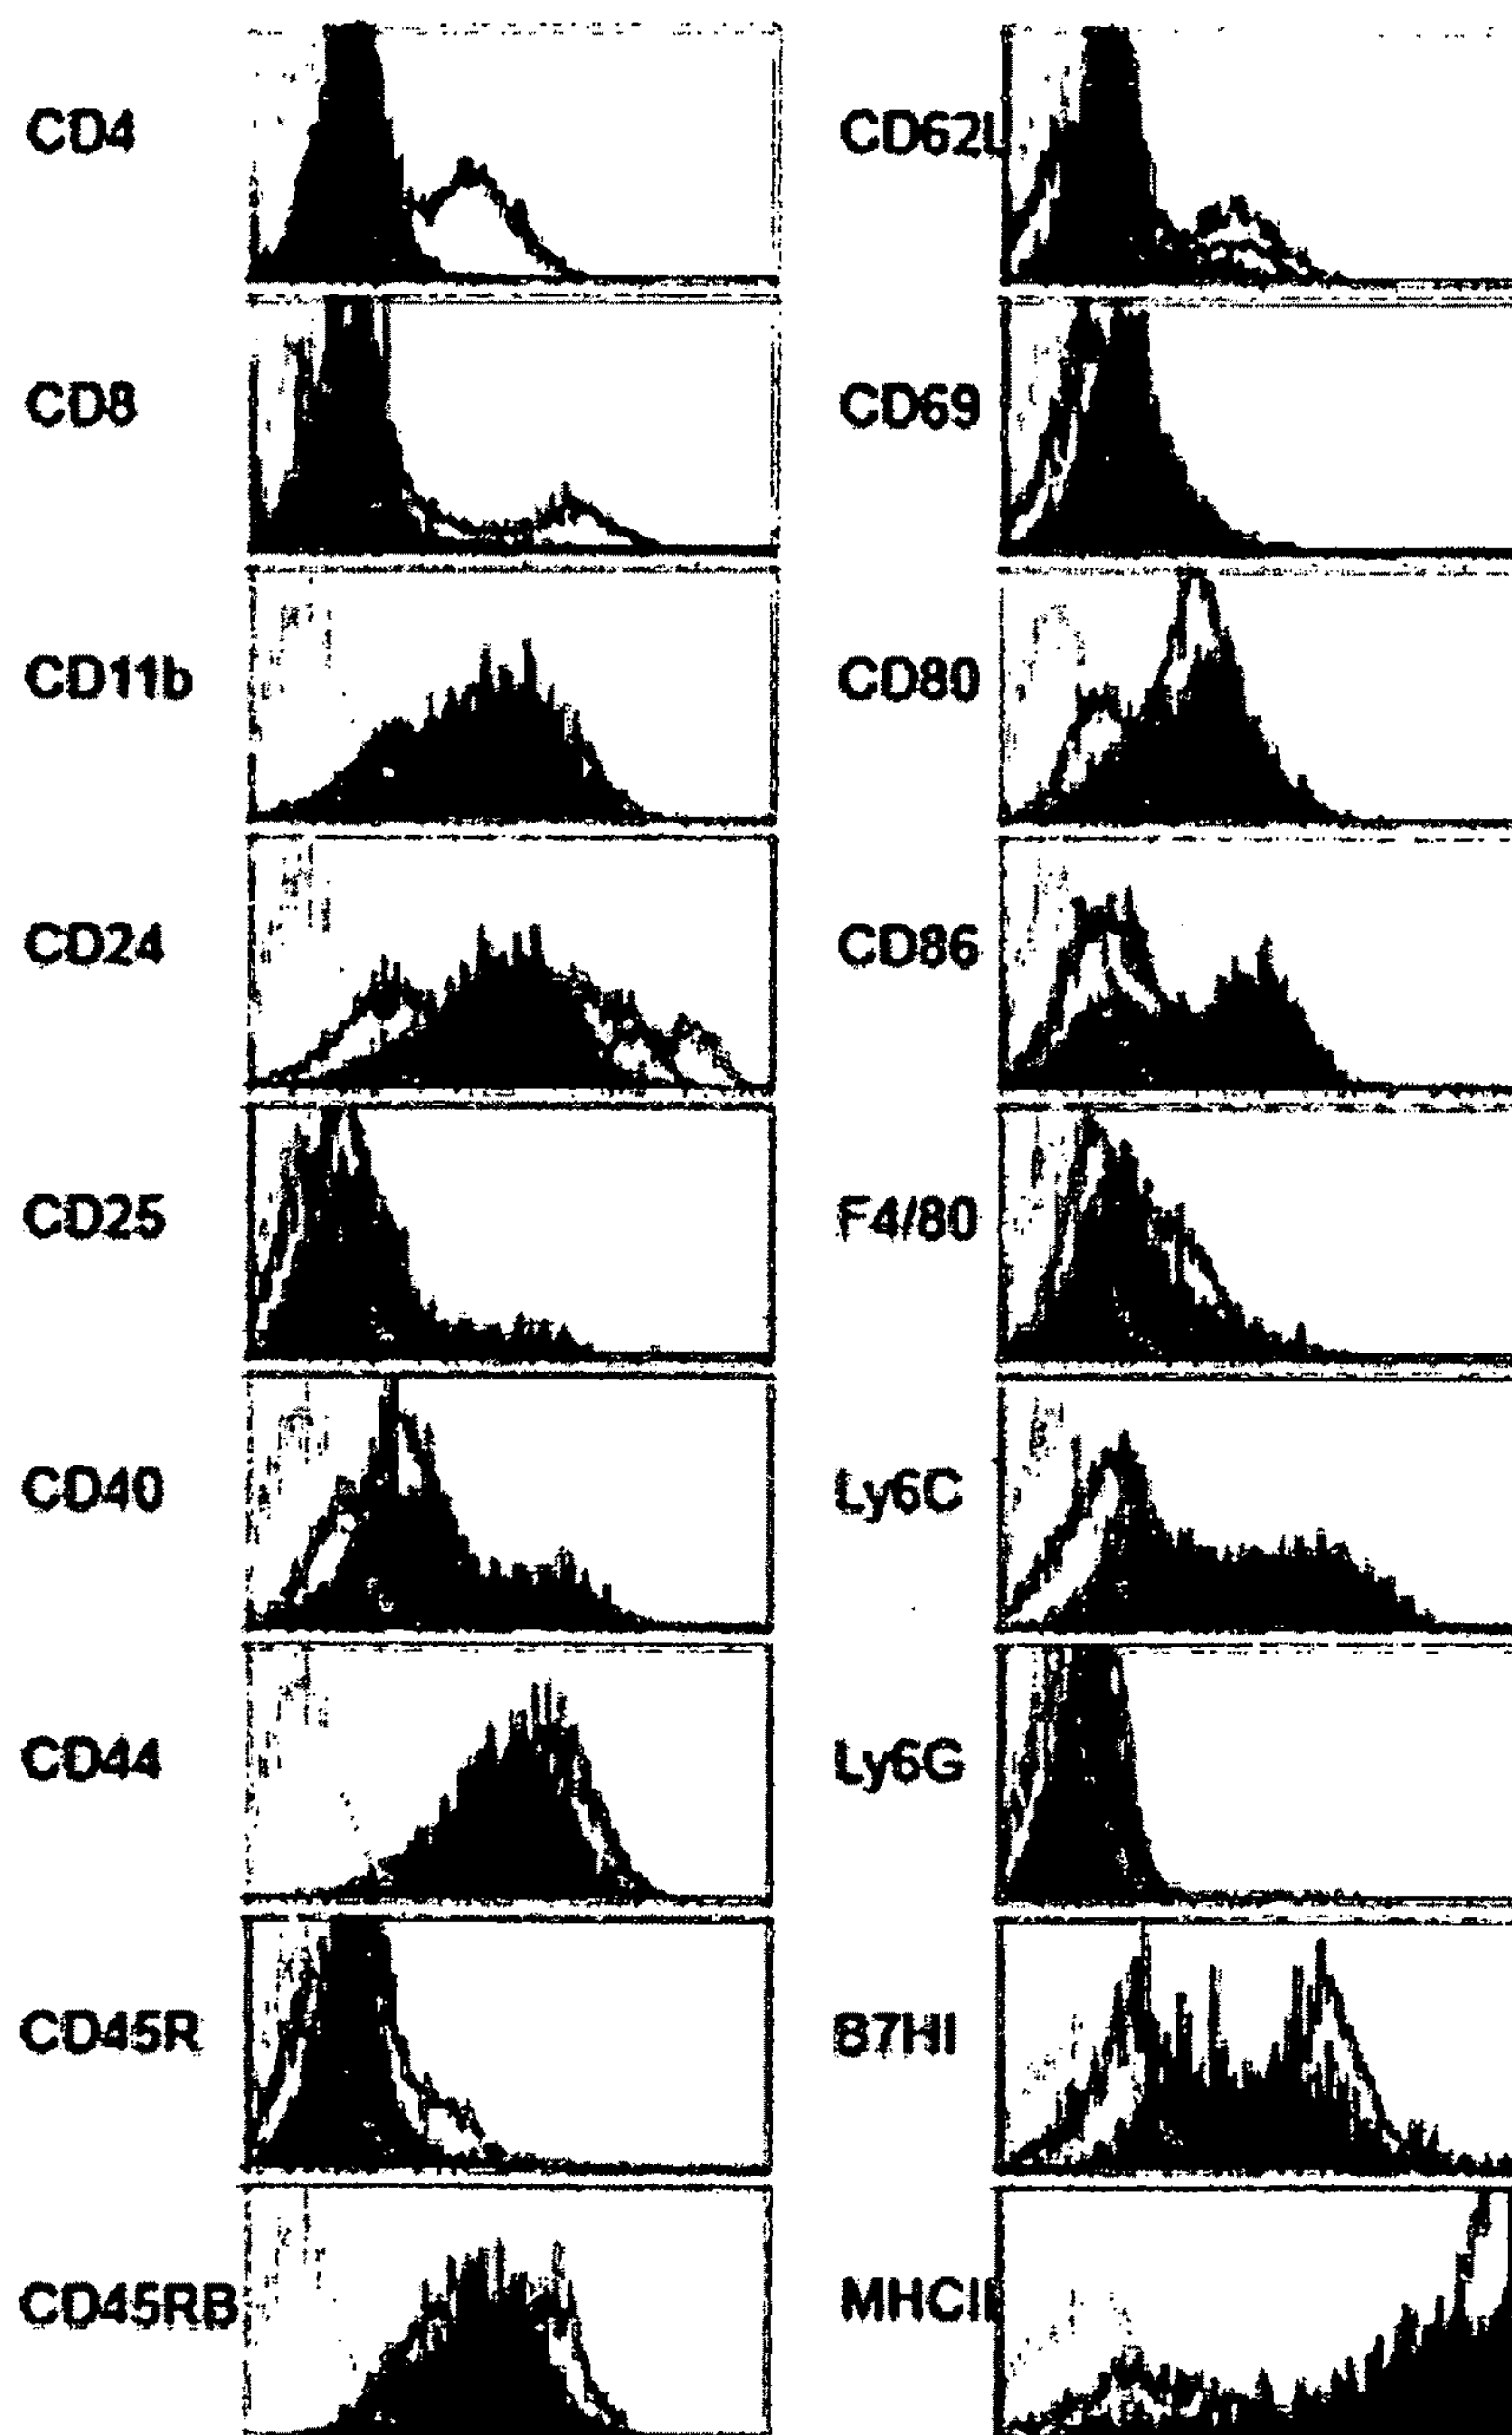 CD4
CD8
CD11b
CD24
CD25
CD40
CD44
CD45R
CD45RB
CD62L
CD69
CD80
CD86
F4/80
Ly6C
Ly6G
B7HI
MHCII